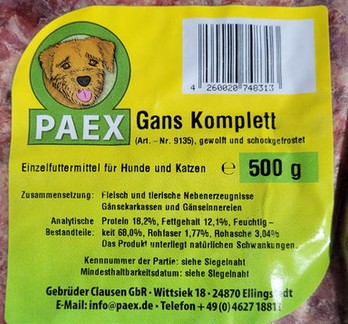 4 260020 748313
PAEX
Gans Komplett
(Art. - Nr. 9135), gewolft und schockgefrostet
Einzelfuttermittel für Hunde und Katzen ℮ 500 g
Zusammensetzung: Fleisch und tierische Nebenerzeugnisse
Gänsekarkassen und Gänseinnereien
Analytische Protein 18,2%, Fettgehalt 12,1%, Feuchtig –
Bestandteile: keit 68,0%, Rohfaser 1,77%, Rohasche 3,04%
Das Produkt unterliegt natürlichen Schwankungen.
Kennnummer der Partie: siehe Siegelnaht
Mindesthaltbarkeitsdatum: siehe Siegelnaht
Gebrüder Clausen GbR · Wittsiek 18 · 24870 Ellingstedt
E-Mail: info@paex.de · Telefon +49 (0) 4627 18811